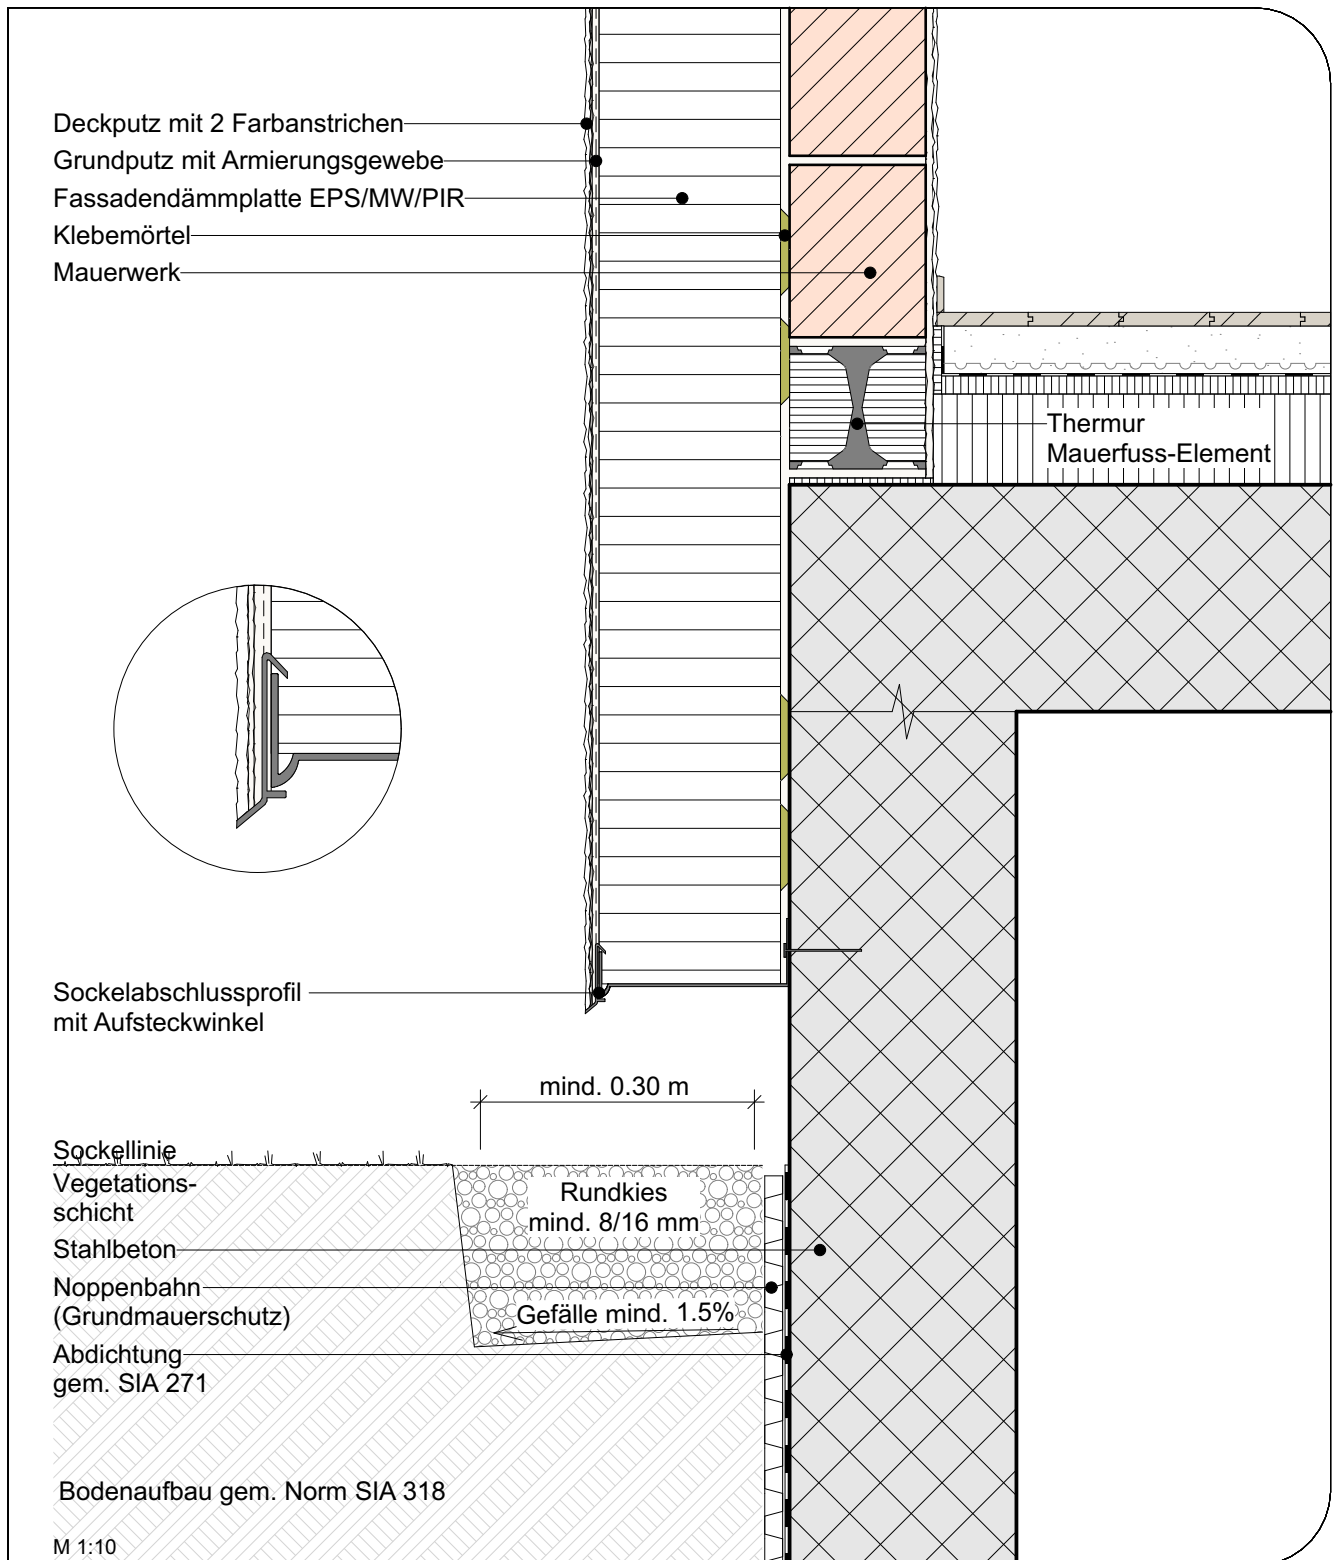 Deckputz mit 2 Farbanstrichen
Grundputz mit Armierungsgewebe
Fassadendämmplatte EPS/MW/PIR
Klebemörtel
Mauerwerk
Thermur
Mauerfuss-Element
Sockelabschlussprofil
mit Aufsteckwinkel
mind. 0.30 m
Sockellinie
Vegetations-
schicht
Rundkies
mind. 8/16 mm
Stahlbeton
Noppenbahn
(Grundmauerschutz)
Gefälle mind. 1.5%
Abdichtung
gem. SIA 271
Bodenaufbau gem. Norm SIA 318
M 1:10